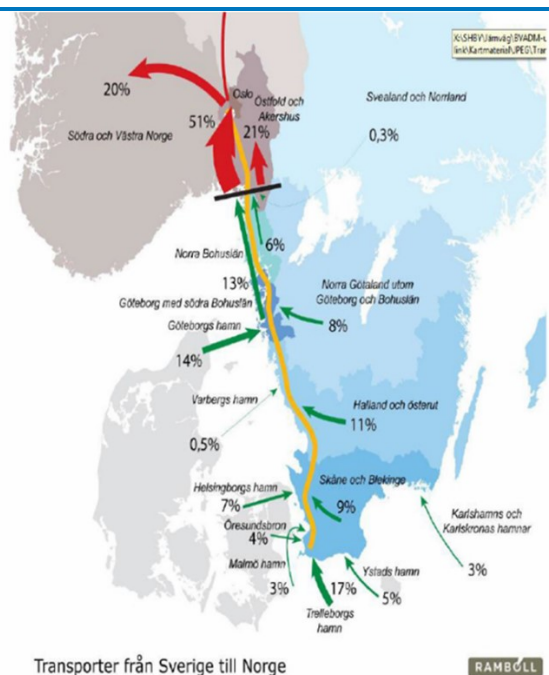 20%
Oslo
Östfold och
Akershus
51%
21%
Södra och Västra Norge
Svealand och Norrland
0,3%
6%
Norra Bohuslän
13%
Göteborg med södra Bohuslän
Göteborgs hamn
14%
Norra Götaland utom
Göteborg och Bohuslän
8%
Varbergs hamn
0,5%
Halland och österut
11%
Helsingborgs hamn
7%
Skåne och Blekinge
9%
Öresundsbron
4%
Malmö hamn
3%
17%
Trelleborgs
hamn
Ystads hamn
5%
Karlshamns och
Karlskronas hamnar
3%
Transporter från Sverige till Norge
RAMBOLL